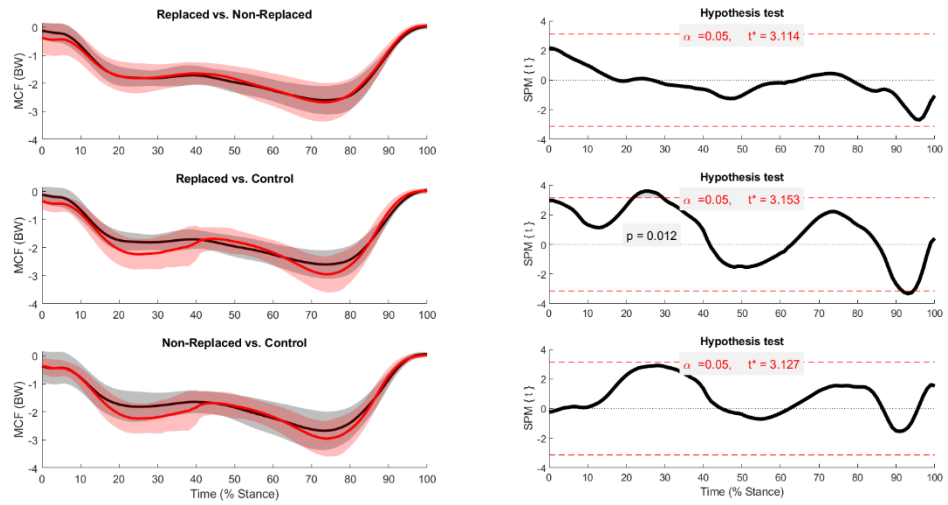 Replaced vs. Non-Replaced
MCF (BW)
0
-1
-2
-3
-4
0 10 20 30 40 50 60 70 80 90 100
Hypothesis test
α =0.05, t* = 3.114
SPM { t }
4
2
0
-2
-4
0 10 20 30 40 50 60 70 80 90 100
Replaced vs. Control
MCF (BW)
0
-1
-2
-3
-4
0 10 20 30 40 50 60 70 80 90 100
Hypothesis test
α =0.05, t* = 3.153
p = 0.012
SPM { t }
4
2
0
-2
-4
0 10 20 30 40 50 60 70 80 90 100
Non-Replaced vs. Control
MCF (BW)
0
-1
-2
-3
-4
0 10 20 30 40 50 60 70 80 90 100
Time (% Stance)
Hypothesis test
α =0.05, t* = 3.127
SPM { t }
4
2
0
-2
-4
0 10 20 30 40 50 60 70 80 90 100
Time (% Stance)